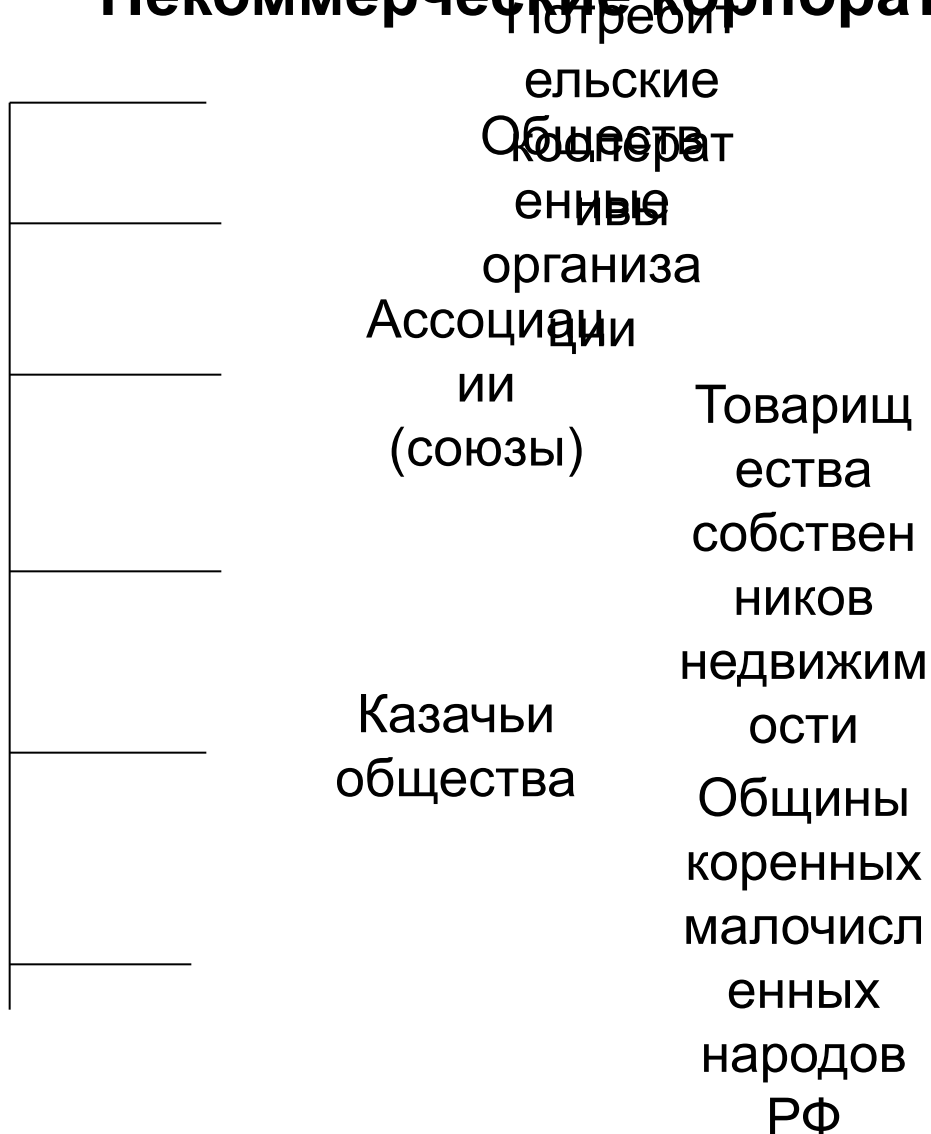 Некоммерческие корпорат
Потребит
ельские
кооперат
ивы
Обществ
енные
организа
ции
Ассоциац
ии
(союзы)
Товарищ
ества
собствен
ников
недвижим
ости
Казачьи
общества
Общины
коренных
малочисл
енных
народов
РФ